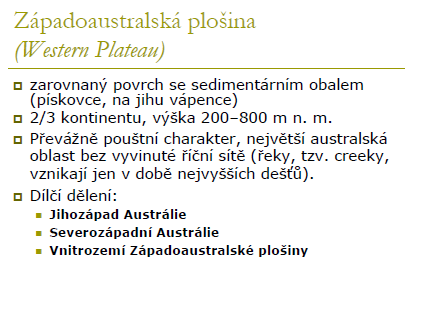 Západoaustralská plošina
(Western Plateau)
zarovnaný povrch se sedimentárním obalem
(pískovce, na jihu vápence)
2/3 kontinentu, výška 200–800 m n. m.
Převážně pouštní charakter, největší australská
oblast bez vyvinuté říční sítě (řeky, tzv. creeky,
vznikají jen v době nejvyšších dešťů).
Dílčí dělení:
Jihozápad Austrálie
Severozápadní Austrálie
Vnitrozemí Západoaustralské plošiny